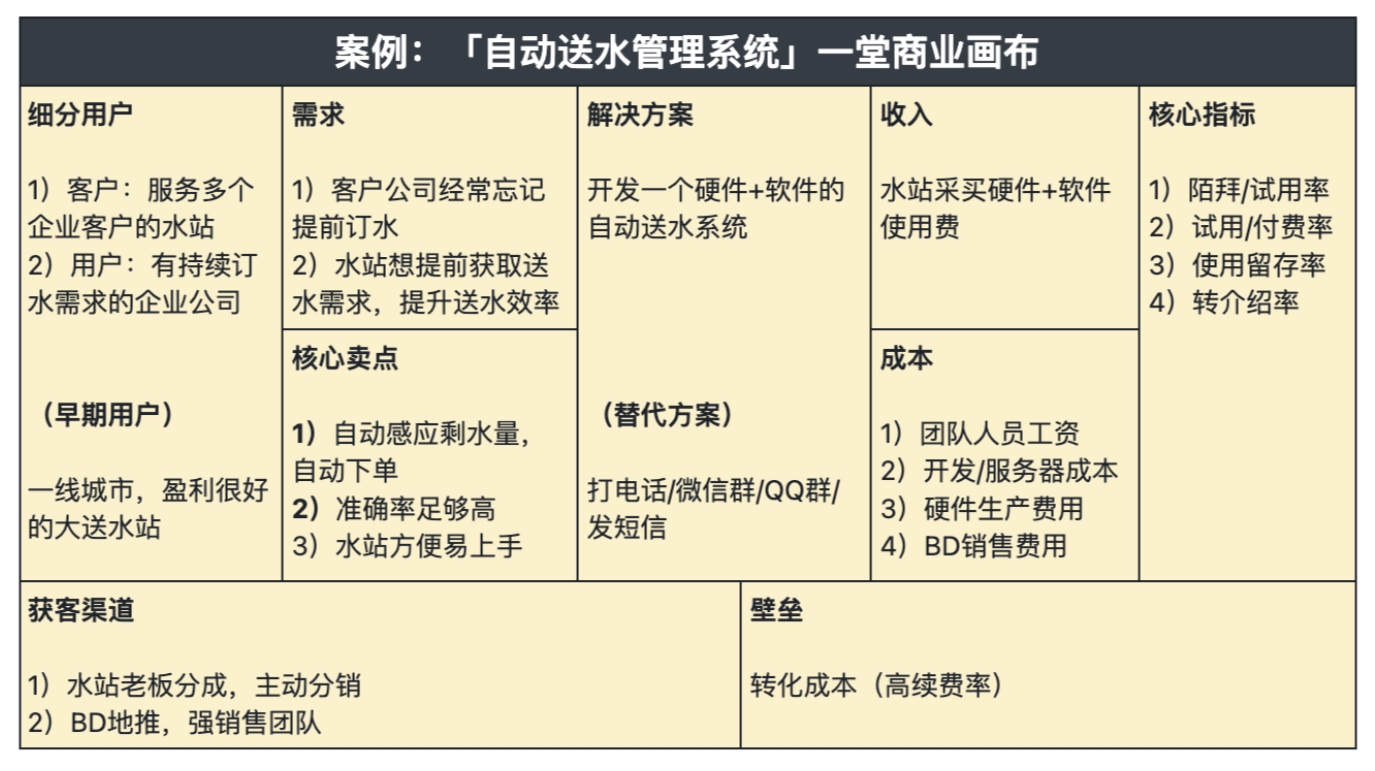 案例：「自动送水管理系统」一堂商业画布
细分用户
1）客户：服务多个
企业客户的水站
2）用户：有持续订
水需求的企业公司
（早期用户）
一线城市，盈利很好
的大送水站
需求
1）客户公司经常忘记
提前订水
2）水站想提前获取送
水需求，提升送水效率
核心卖点
1）自动感应剩水量，
自动下单
2）准确率足够高
3）水站方便易上手
解决方案
开发一个硬件+软件的
自动送水系统
（替代方案）
打电话/微信群/QQ群/
发短信
收入
水站采买硬件+软件
使用费
成本
1）团队人员工资
2）开发/服务器成本
3）硬件生产费用
4）BD销售费用
核心指标
1）陌拜/试用率
2）试用/付费率
3）使用留存率
4）转介绍率
获客渠道
1）水站老板分成，主动分销
2）BD地推，强销售团队
壁垒
转化成本（高续费率）